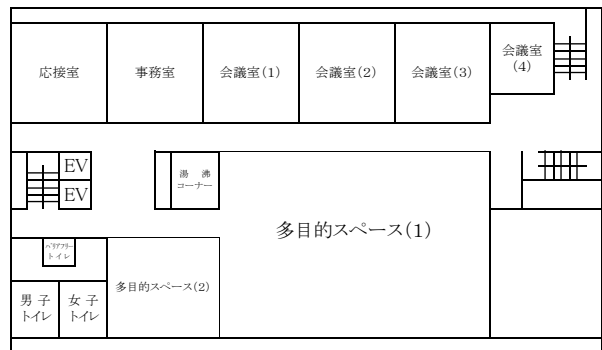 応接室
事務室
会議室(1)
会議室(2)
会議室(3)
会議室
(4)
EV
EV
湯　沸
コーナー
多目的スペース(1)
バリアフリー
トイレ
多目的スペース(2)
男 子
トイレ
女 子
トイレ